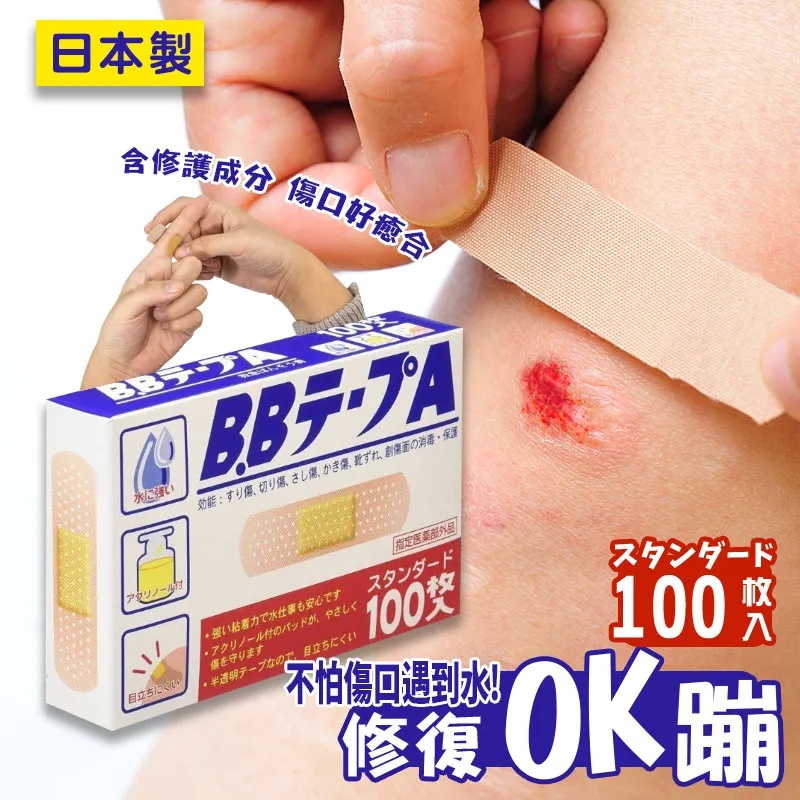 日本製
含修護成分 傷口好癒合
100枚
B.BテープA
水に強い
効能:すり傷、切り傷、さし傷、かき傷、靴ずれ、創傷面の消毒・保護
アクリノール付
指定医薬部外品
スタンダード
100枚入
・強い粘着力で水仕事も安心です
・アクリノール付のパッドが、やさしく
傷を守ります
・半透明テープなので、目立ちにくい
目立ちにくい
スタンダード
100枚入
不怕傷口遇到水!
修復OK蹦